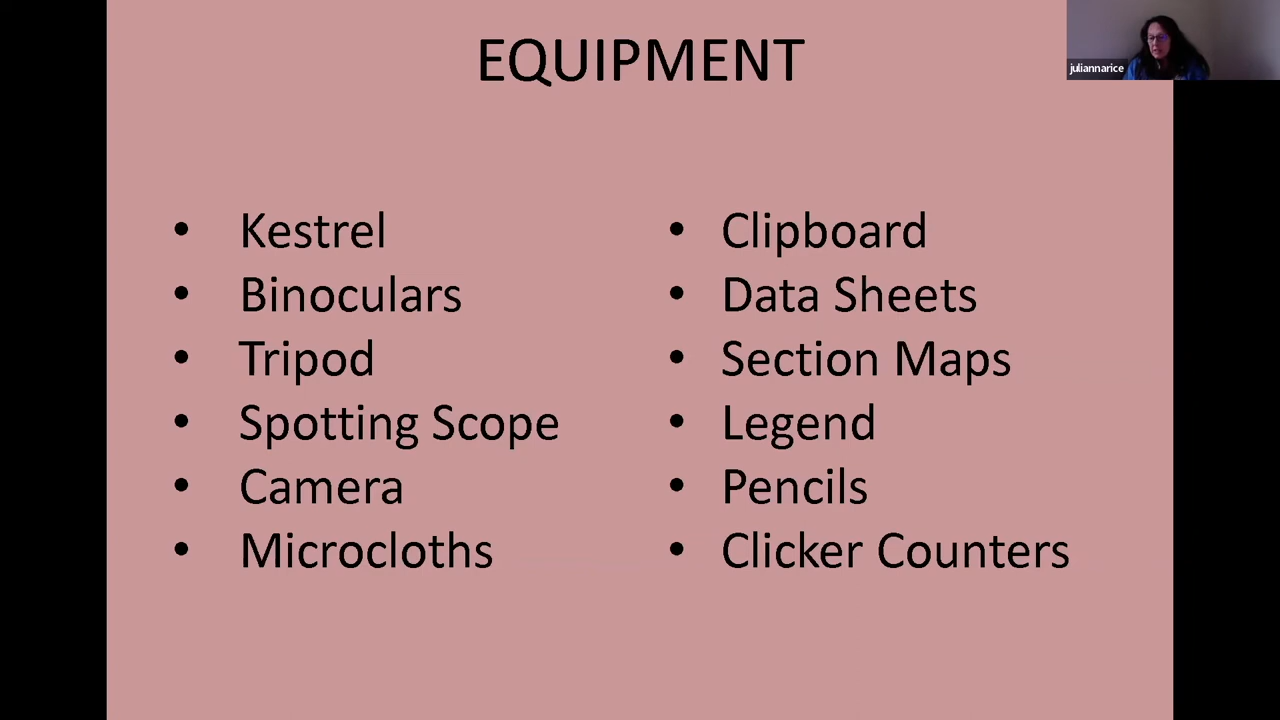 EQUIPMENT
juliannarice
• Kestrel
• Binoculars
• Tripod
• Spotting Scope
• Camera
• Microcloths
• Clipboard
• Data Sheets
• Section Maps
• Legend
• Pencils
• Clicker Counters